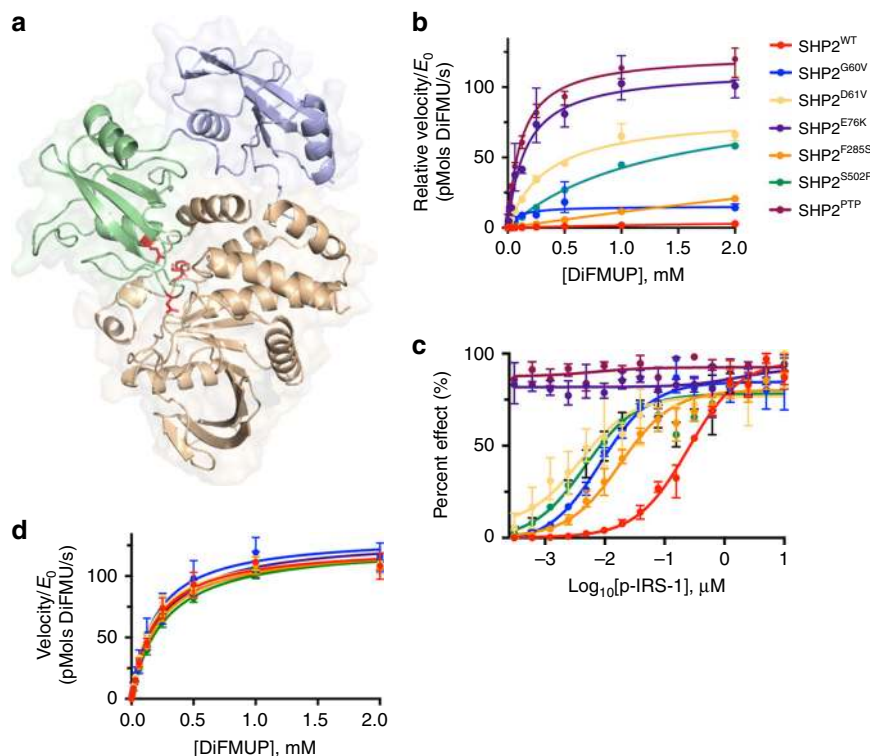 a
b
Relative velocity/E0
(pMols DiFMU/s)
100
50
0
0.0 0.5 1.0 1.5 2.0
[DiFMUP], mM
SHP2WT
SHP2G60V
SHP2D61V
SHP2E76K
SHP2F285S
SHP2S502P
SHP2PTP
c
Percent effect (%)
100
50
0
−3 −2 −1 0 1
Log10[p-IRS-1], μM
d
Velocity/E0
(pMols DiFMU/s)
100
50
0
0.0 0.5 1.0 1.5 2.0
[DiFMUP], mM